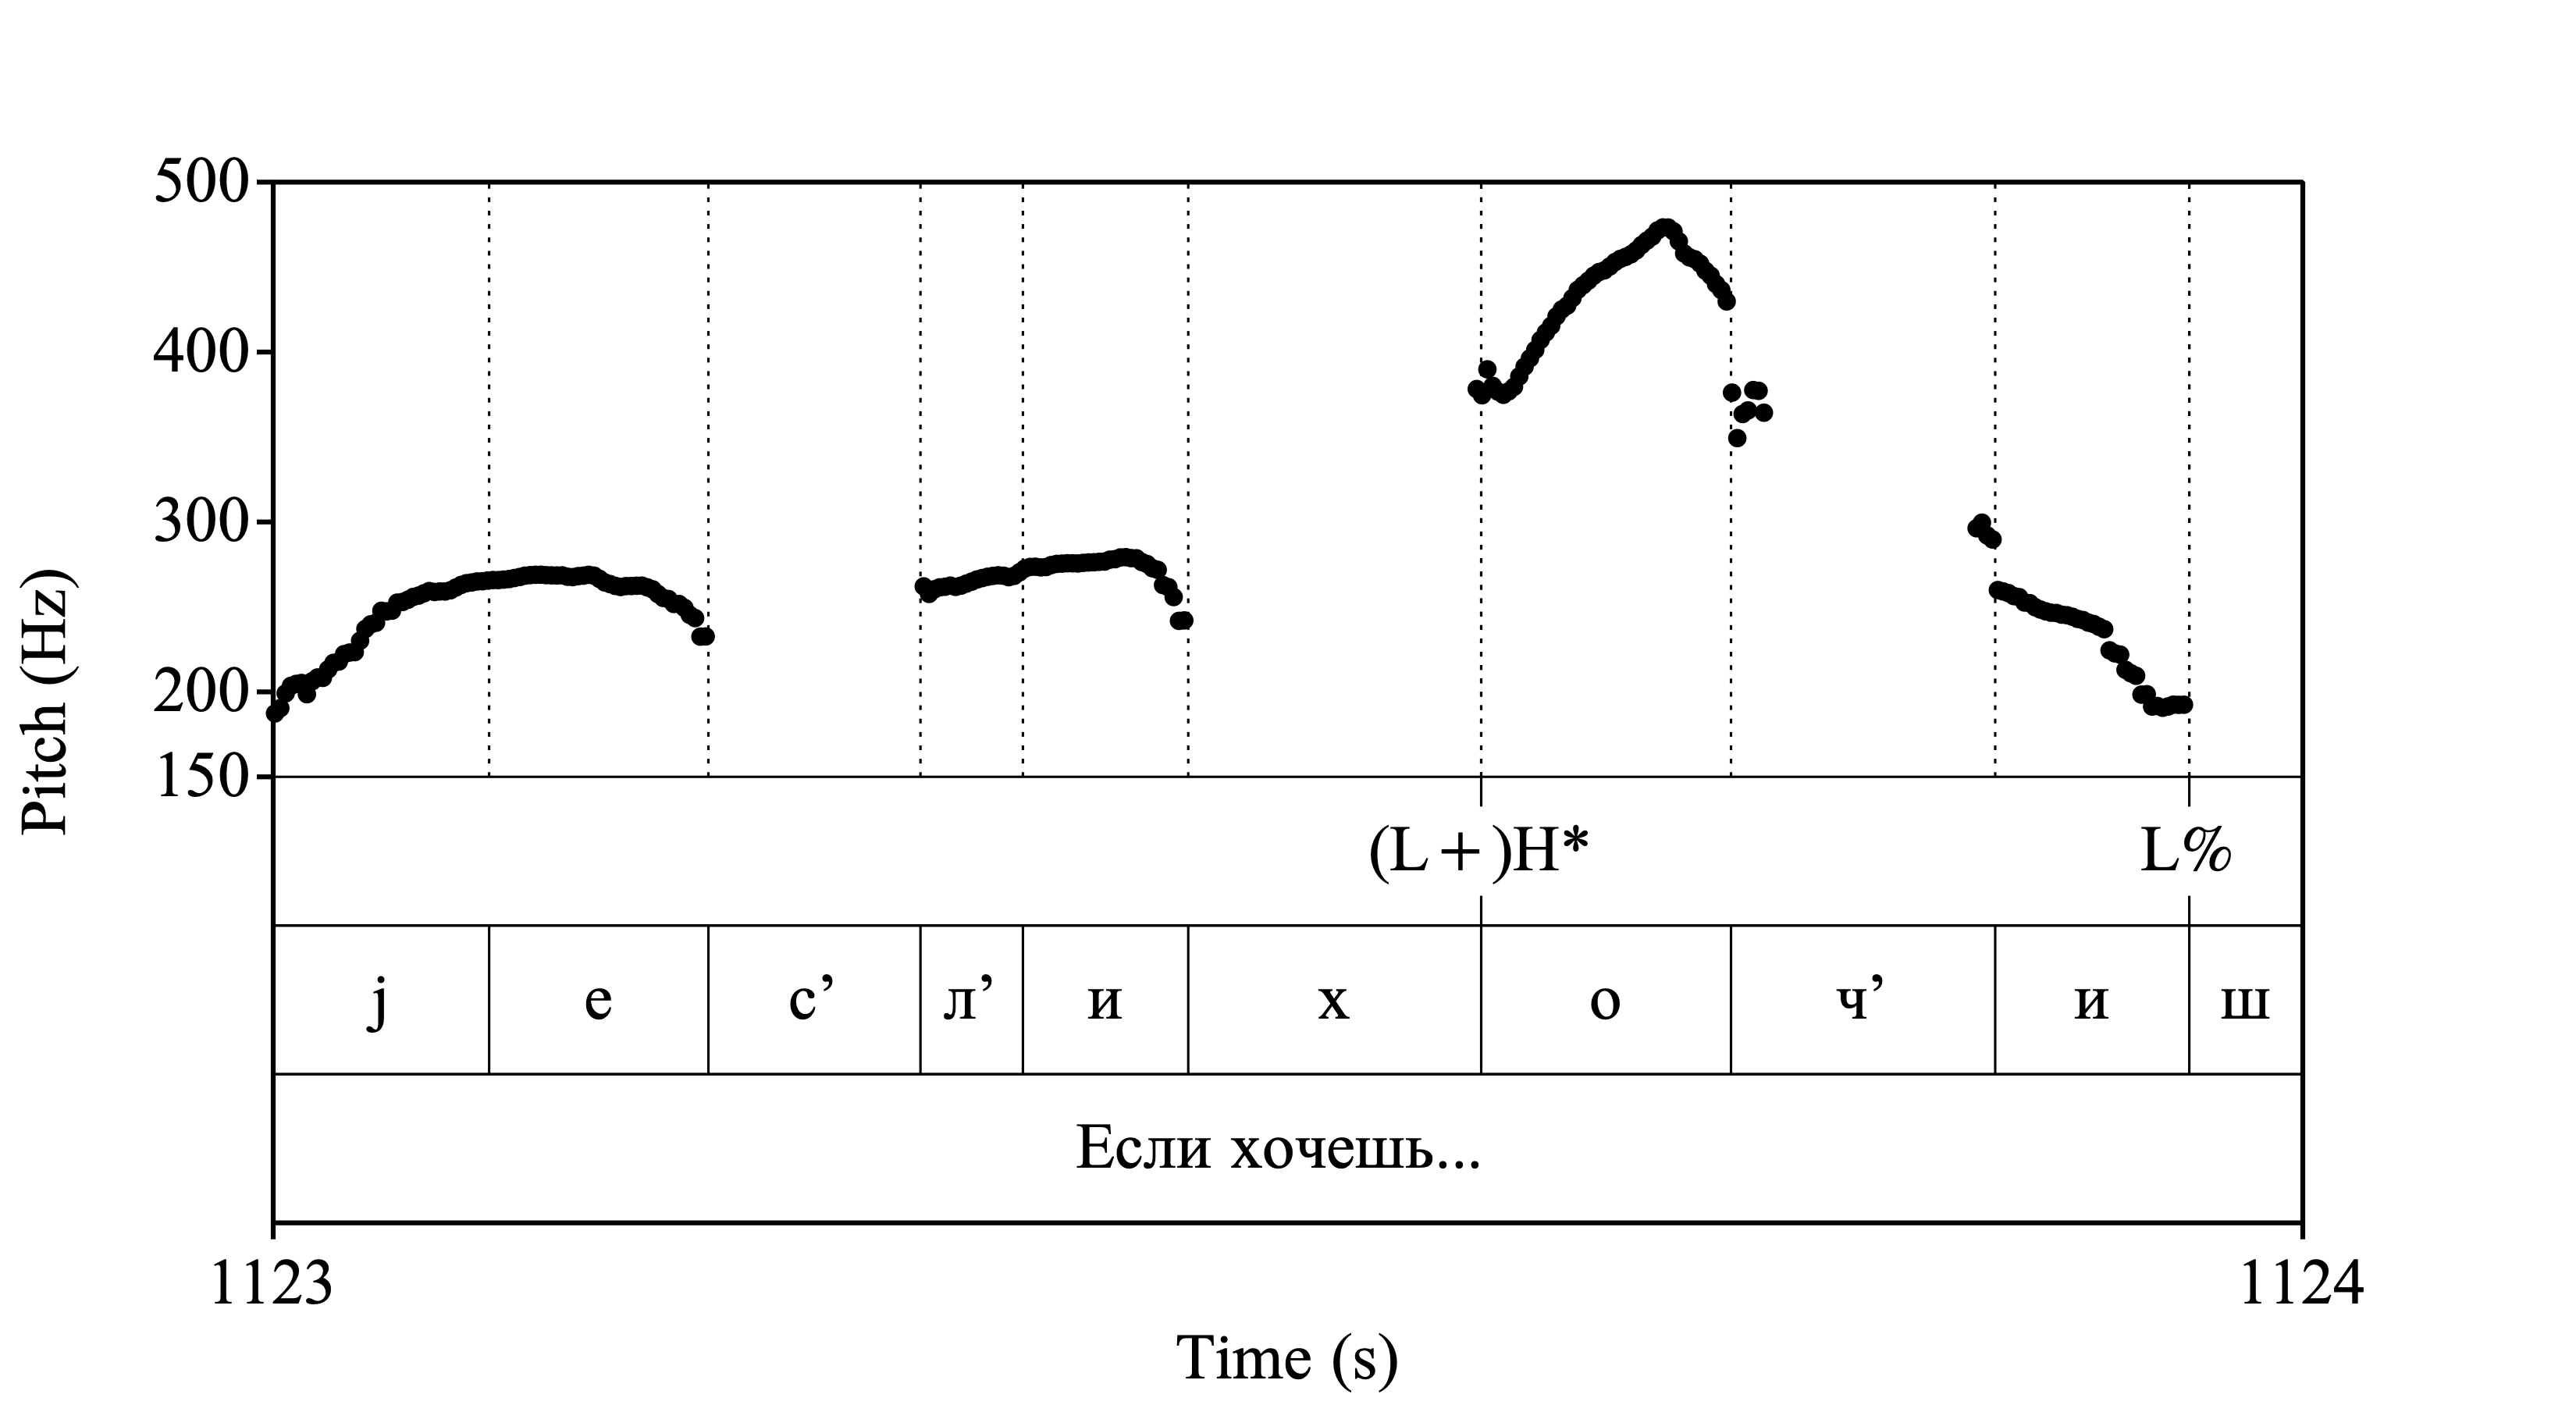 500
400
300
200
150
Pitch (Hz)
(L+)H* L%
j е с’ л’ и х о ч’ и ш
Если хочешь...
1123 1124
Time (s)